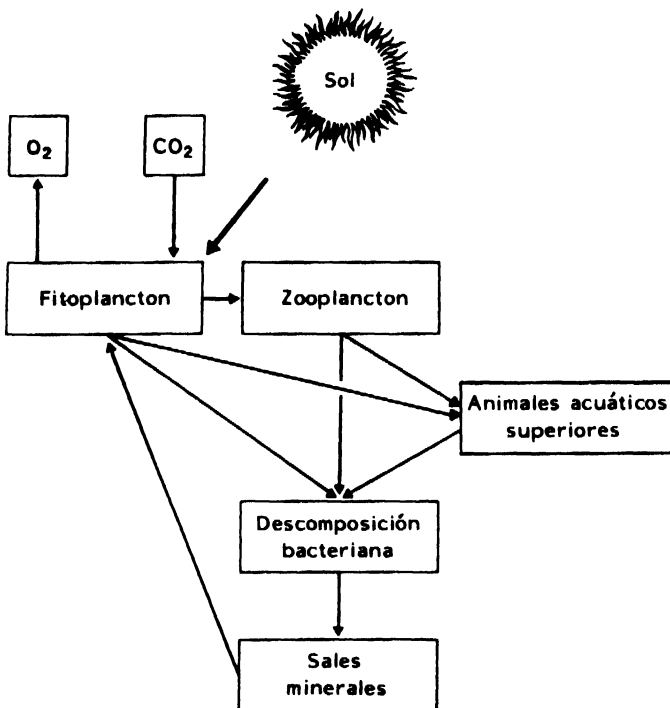 Sol
O₂
CO₂
Fitoplancton
Zooplancton
Animales acuáticos
superiores
Descomposición
bacteriana
Sales
minerales